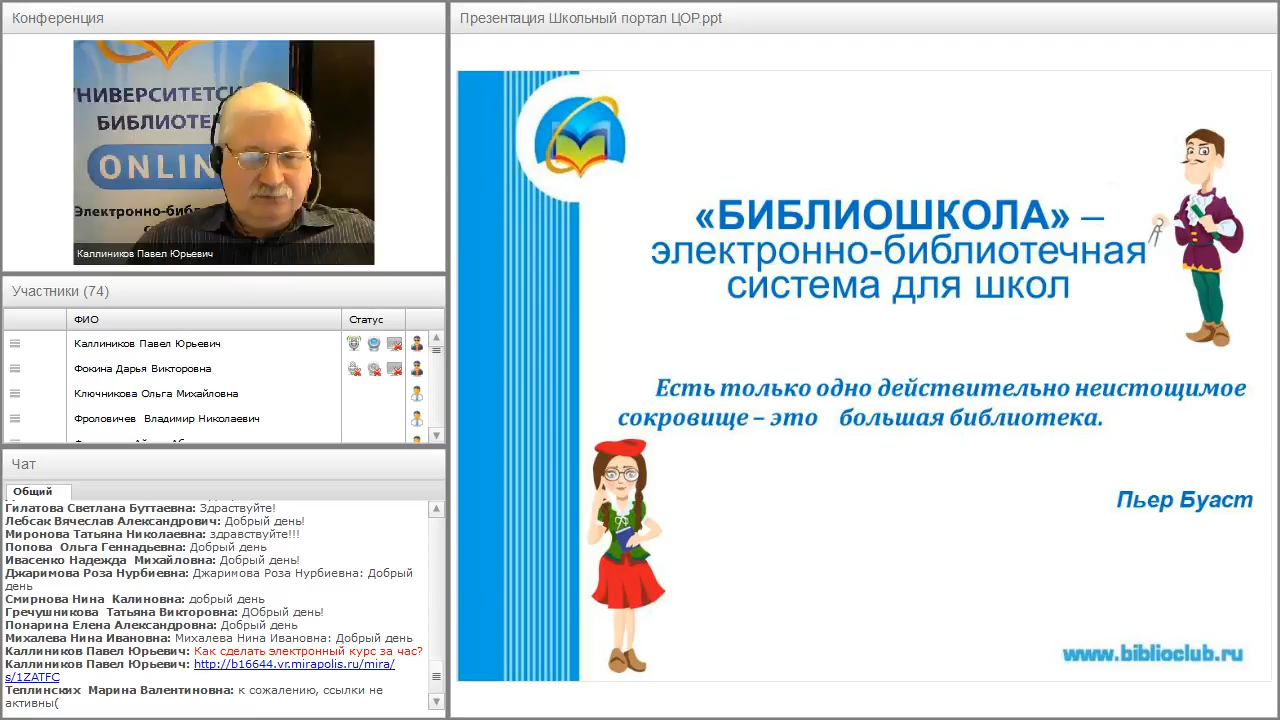 Конференция
УНИВЕРСИТЕТСК
БИБЛИОТЕ
ONLIN
Электронно-биб
Каллиников Павел Юрьевич
Участники (74)
ФИО Статус
Каллиников Павел Юрьевич
Фокина Дарья Викторовна
Ключникова Ольга Михайловна
Фроловичев Владимир Николаевич
Чат
Общий
Гилатова Светлана Буттаевна: Здраствуйте!
Лебсак Вячеслав Александрович: Добрый день!
Миронова Татьяна Николаевна: здравствуйте!!!
Попова Ольга Геннадьевна: Добрый день
Ивасенко Надежда Михайловна: Добрый день!
Джаримова Роза Нурбиевна: Джаримова Роза Нурбиевна: Добрый
день
Смирнова Нина Калиновна: добрый день
Гречушникова Татьяна Викторовна: ДОбрый день!
Понарина Елена Александровна: Добрый день
Михалева Нина Ивановна: Михалева Нина Ивановна: Добрый день
Каллиников Павел Юрьевич: Как сделать электронный курс за час?
Каллиников Павел Юрьевич: http://b16644.vr.mirapolis.ru/mira/
s/1ZATFC
Теплинских Марина Валентиновна: к сожалению, ссылки не
активны(
Презентация Школьный портал ЦОР.ppt
«БИБЛИОШКОЛА» –
электронно-библиотечная
система для школ
Есть только одно действительно неистощимое
сокровище – это большая библиотека.
Пьер Буаст
www.biblioclub.ru